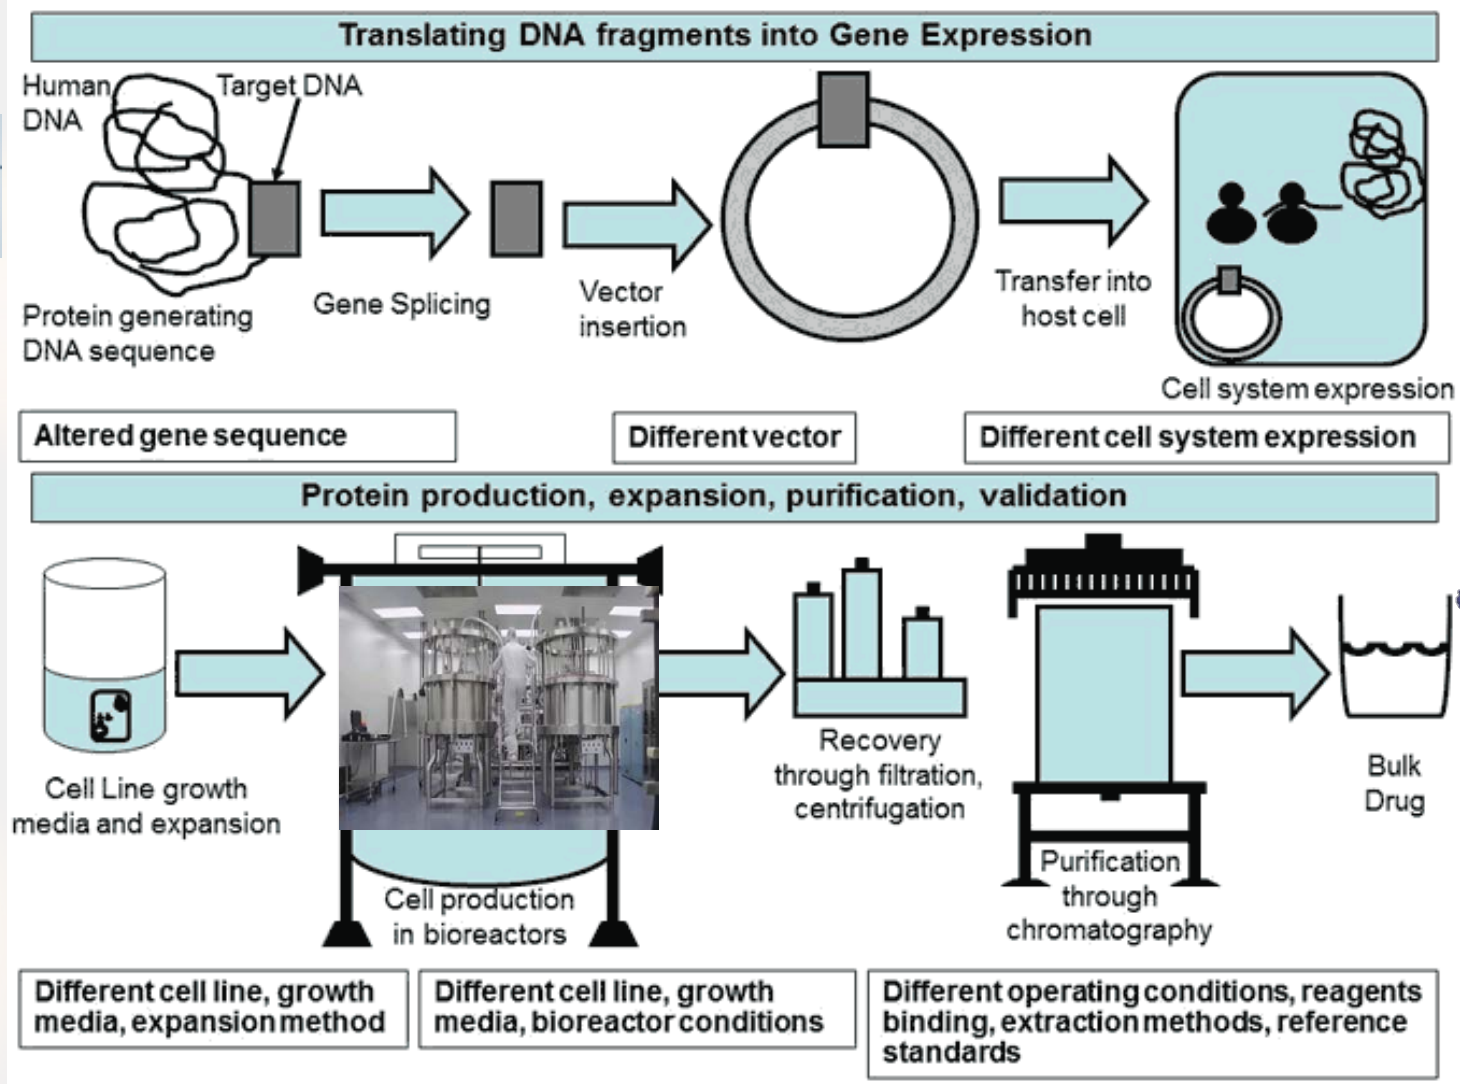 Translating DNA fragments into Gene Expression
Human
DNA
Target DNA
Protein generating
DNA sequence
Gene Splicing
Vector
insertion
Transfer into
host cell
Cell system expression
Altered gene sequence
Different vector
Different cell system expression
Protein production, expansion, purification, validation
Cell Line growth
media and expansion
Cell production
in bioreactors
Recovery
through filtration,
centrifugation
Purification
through
chromatography
Bulk
Drug
Different cell line, growth
media, expansion method
Different cell line, growth
media, bioreactor conditions
Different operating conditions, reagents
binding, extraction methods, reference
standards